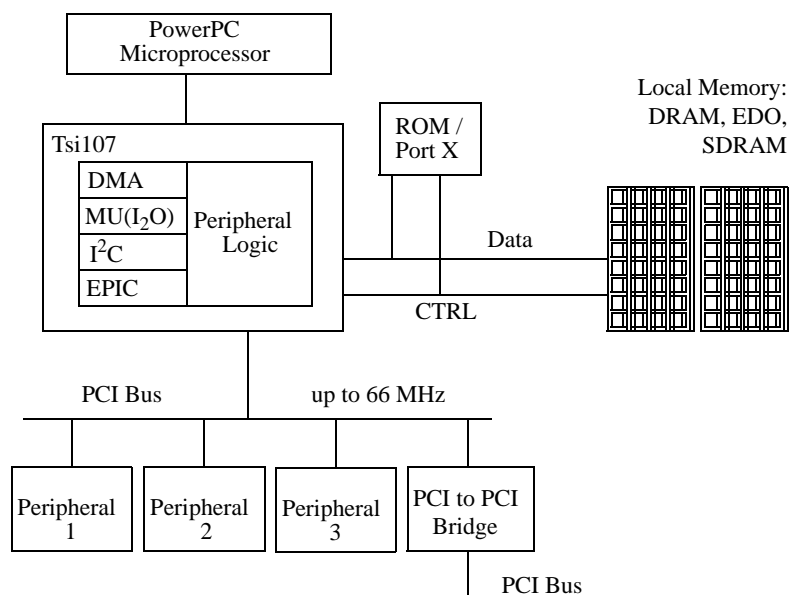 PowerPC
Microprocessor
Local Memory:
DRAM, EDO,
SDRAM
ROM /
Port X
Tsi107
DMA
MU(I₂O)
I²C
EPIC
Peripheral
Logic
Data
CTRL
PCI Bus
up to 66 MHz
Peripheral
1
Peripheral
2
Peripheral
3
PCI to PCI
Bridge
PCI Bus